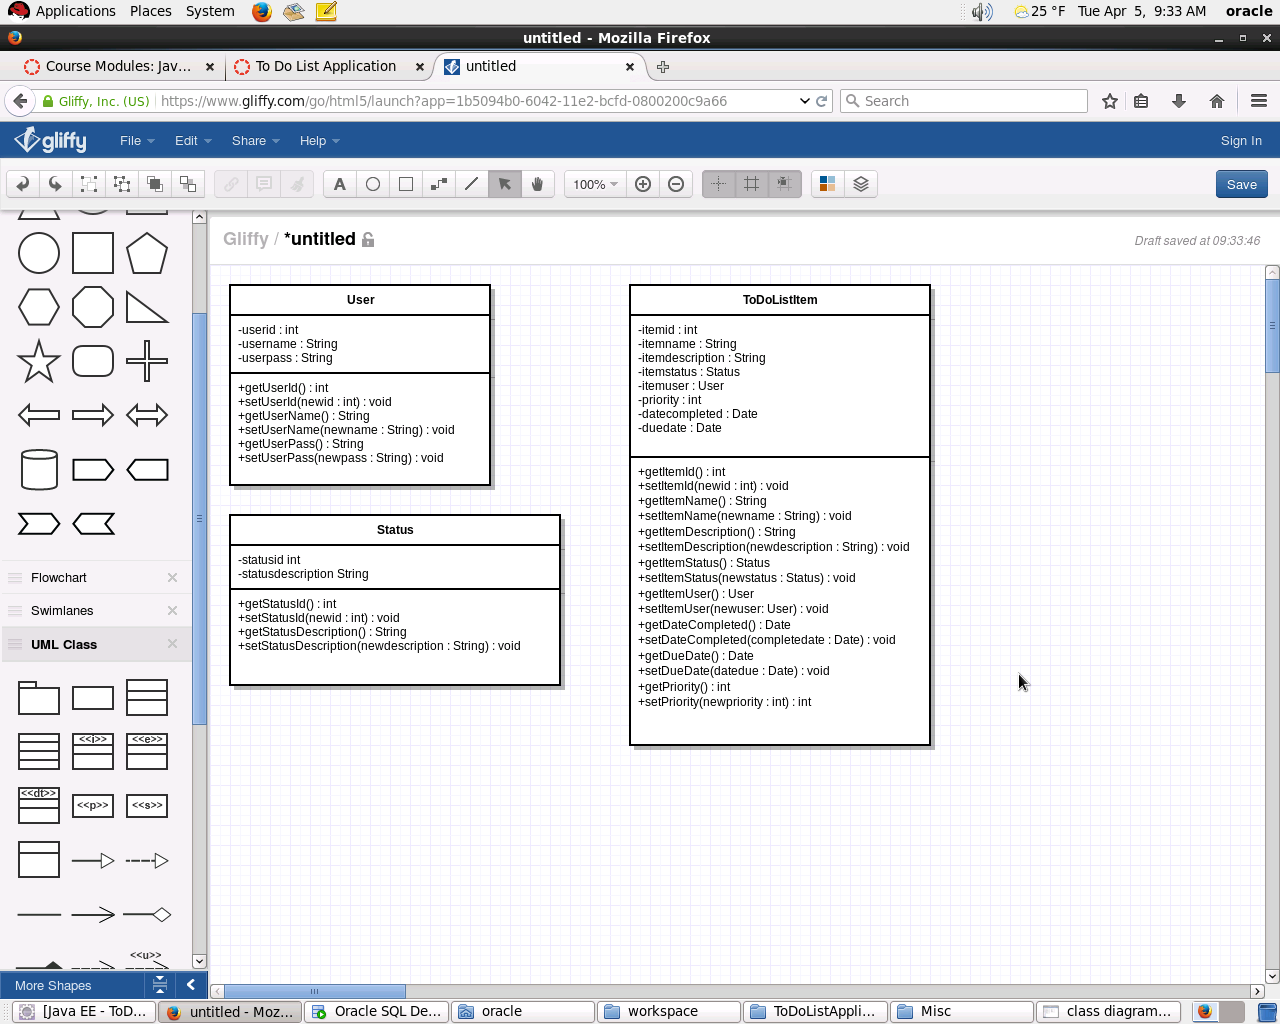 Applications Places System 25 °F Tue Apr 5, 9:33 AM oracle
untitled - Mozilla Firefox
Course Modules: Jav... To Do List Application untitled
Gliffy, Inc. (US) https://www.gliffy.com/go/html5/launch?app=1b5094b0-6042-11e2-bcfd-0800200c9a66 Search
gliffy File Edit Share Help Sign In
A 100% Save
Gliffy / *untitled Draft saved at 09:33:46
User
-userid : int
-username : String
-userpass : String
+getUserId() : int
+setUserId(newid : int) : void
+getUserName() : String
+setUserName(newname : String) : void
+getUserPass() : String
+setUserPass(newpass : String) : void
Status
-statusid int
-statusdescription String
+getStatusId() : int
+setStatusId(newid : int) : void
+getStatusDescription() : String
+setStatusDescription(newdescription : String) : void
ToDoListItem
-itemid : int
-itemname : String
-itemdescription : String
-itemstatus : Status
-itemuser : User
-priority : int
-datecompleted : Date
-duedate : Date
+getItemId() : int
+setItemId(newid : int) : void
+getItemName() : String
+setItemName(newname : String) : void
+getItemDescription() : String
+setItemDescription(newdescription : String) : void
+getItemStatus() : Status
+setItemStatus(newstatus : Status) : void
+getItemUser() : User
+setItemUser(newuser: User) : void
+getDateCompleted() : Date
+setDateCompleted(completedate : Date) : void
+getDueDate() : Date
+setDueDate(datedue : Date) : void
+getPriority() : int
+setPriority(newpriority : int) : int
Flowchart
Swimlanes
UML Class
<<i>> <<e>>
<<dt>> <<p>> <<s>>
<<u>>
More Shapes
[Java EE - ToD... untitled - Moz... Oracle SQL De... oracle workspace ToDoListAppli... Misc class diagram...